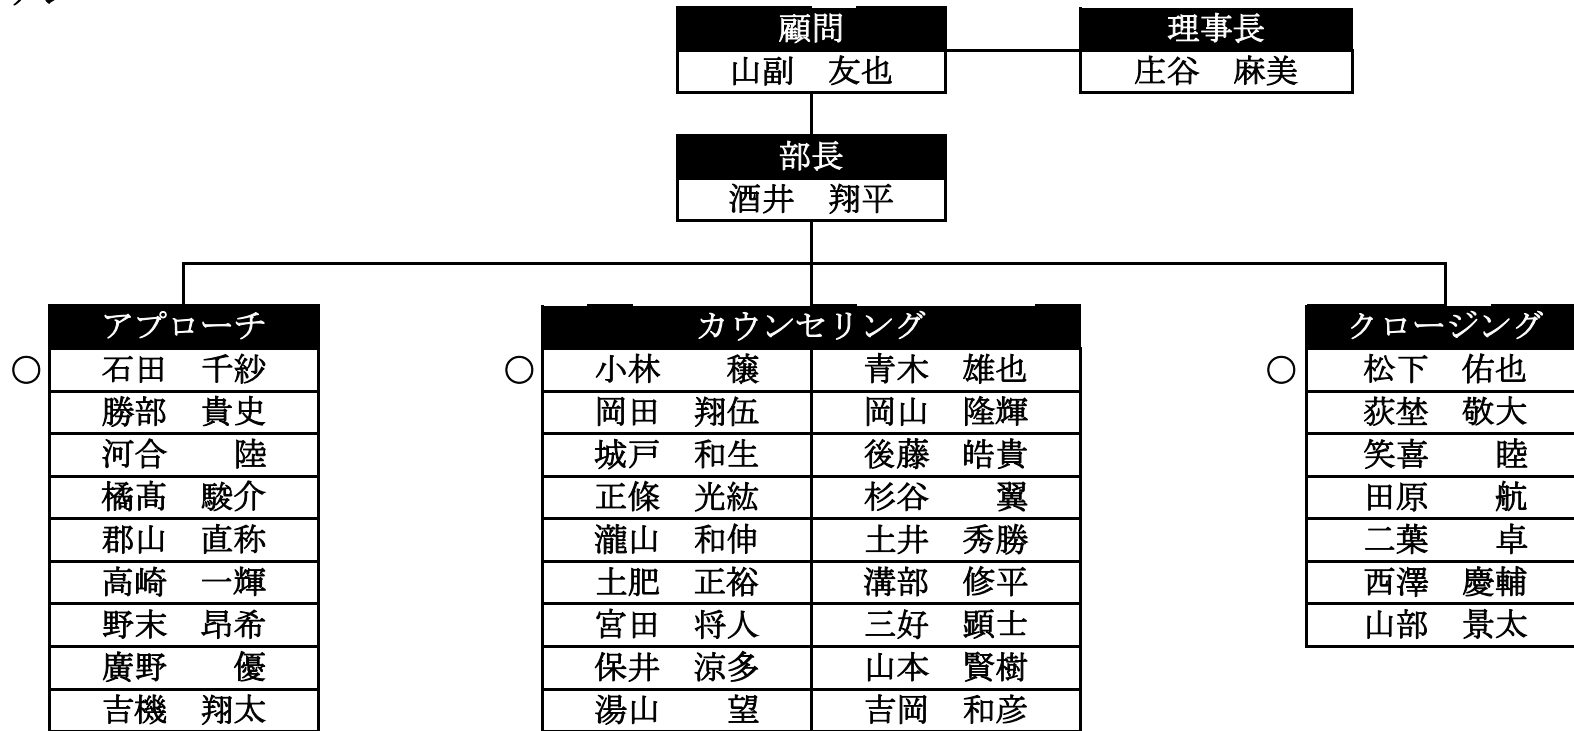 顧問
山副 友也
理事長
庄谷 麻美
部長
酒井 翔平
アプローチ
○ 石田 千紗
勝部 貴史
河合 陸
橘髙 駿介
郡山 直称
高崎 一輝
野末 昂希
廣野 優
吉機 翔太
カウンセリング
○ 小林 穣 青木 雄也
岡田 翔伍 岡山 隆輝
城戸 和生 後藤 皓貴
正條 光紘 杉谷 翼
瀧山 和伸 土井 秀勝
土肥 正裕 溝部 修平
宮田 将人 三好 顕士
保井 涼多 山本 賢樹
湯山 望 吉岡 和彦
クロージング
○ 松下 佑也
荻埜 敬大
笑喜 睦
田原 航
二葉 卓
西澤 慶輔
山部 景太